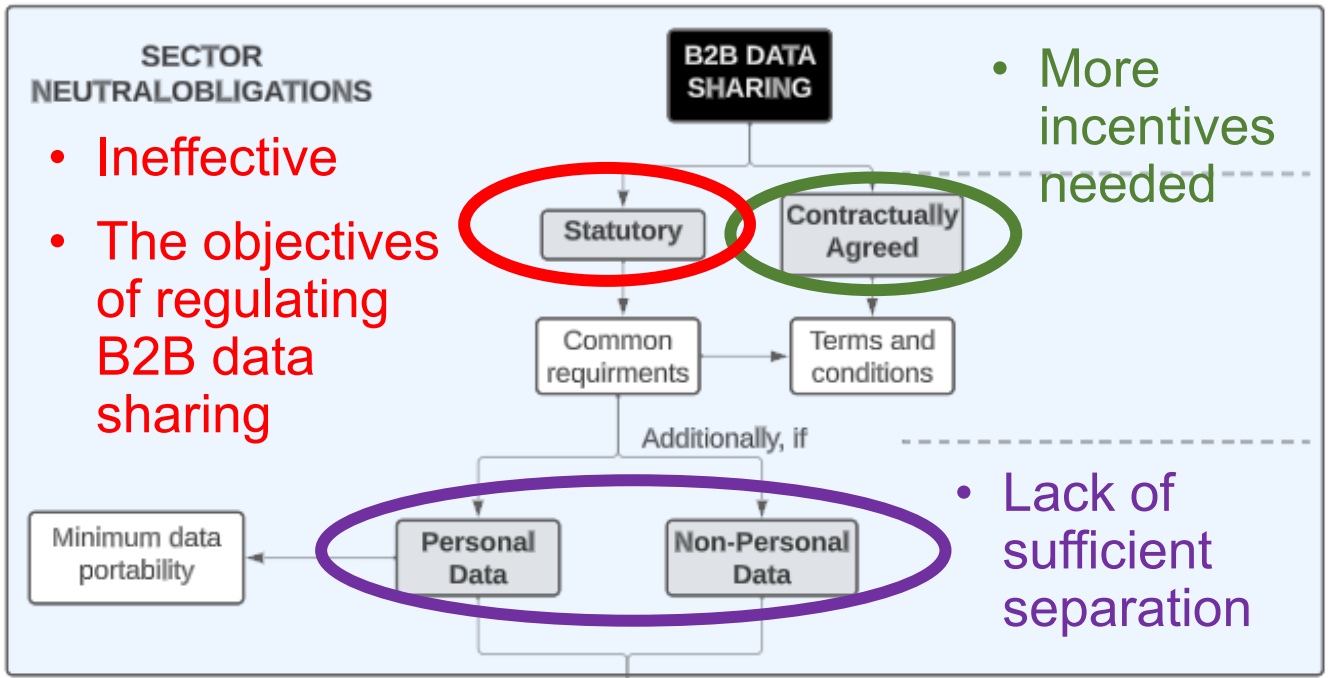 SECTOR
NEUTRALOBLIGATIONS
B2B DATA
SHARING
• More
incentives
needed
• Ineffective
• The objectives
of regulating
B2B data
sharing
Statutory
Contractually
Agreed
Common
requirments
Terms and
conditions
Additionally, if
Minimum data
portability
Personal
Data
Non-Personal
Data
• Lack of
sufficient
separation